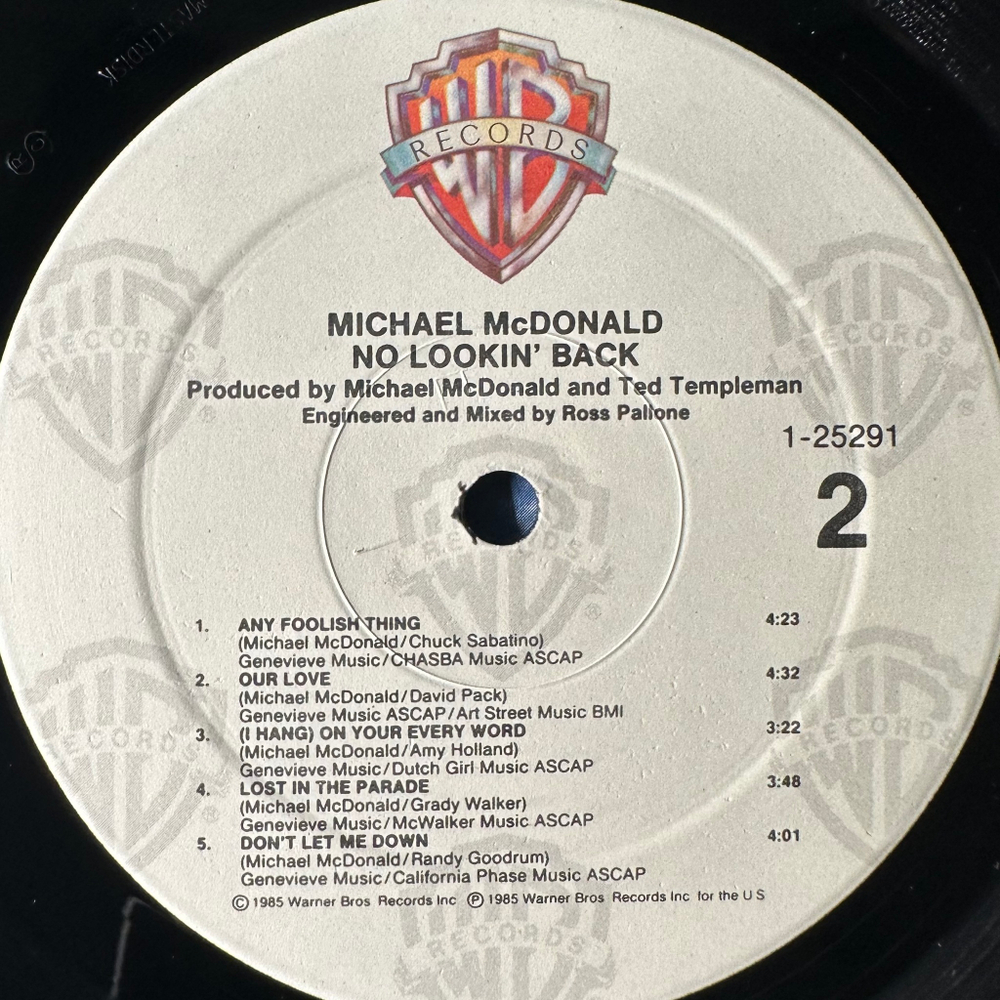 WB
RECORDS
MICHAEL McDONALD
NO LOOKIN' BACK
Produced by Michael McDonald and Ted Templeman
Engineered and Mixed by Ross Pallone
1-25291
2
1. ANY FOOLISH THING 4:23
(Michael McDonald/Chuck Sabatino)
Genevieve Music/CHASBA Music ASCAP
2. OUR LOVE 4:32
(Michael McDonald/David Pack)
Genevieve Music ASCAP/Art Street Music BMI
3. (I HANG) ON YOUR EVERY WORD 3:22
(Michael McDonald/Amy Holland)
Genevieve Music/Dutch Girl Music ASCAP
4. LOST IN THE PARADE 3:48
(Michael McDonald/Grady Walker)
Genevieve Music/McWalker Music ASCAP
5. DON'T LET ME DOWN 4:01
(Michael McDonald/Randy Goodrum)
Genevieve Music/California Phase Music ASCAP
© 1985 Warner Bros Records Inc ℗ 1985 Warner Bros Records Inc for the U S